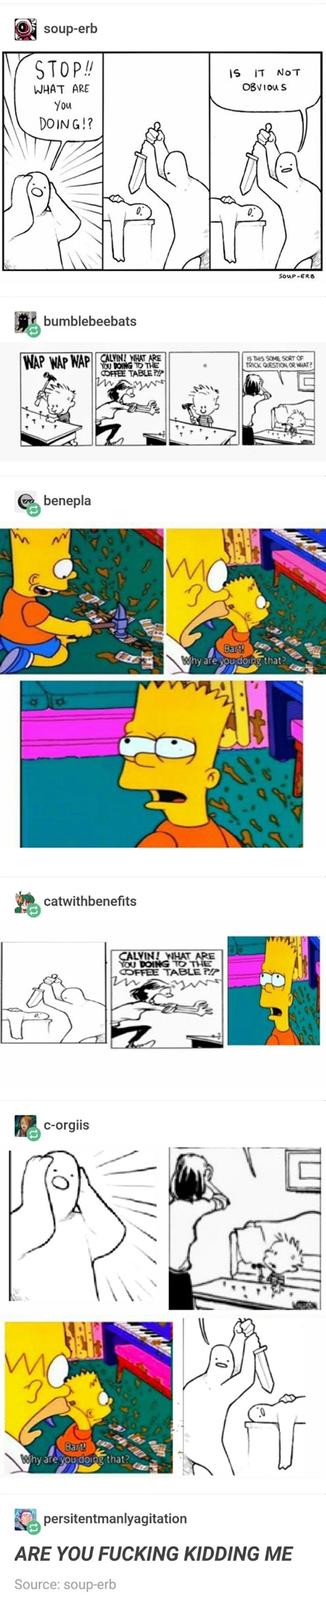 soup-erb
STOP!!
WHAT ARE
YOU
DOING!?
IS IT NOT
OBVIOUS
SOUP-ERB
bumblebeebats
WAP WAP WAP
CALVIN! WHAT ARE
YOU DOING TO THE
COFFEE TABLE?!?
IS THIS SOME SORT OF
TRICK QUESTION, OR WHAT?
benepla
Bart!
Why are you doing that?
catwithbenefits
CALVIN! WHAT ARE
YOU DOING TO THE
COFFEE TABLE?!?
c-orgiis
Bart!
Why are you doing that?
persitentmanlyagitation
ARE YOU FUCKING KIDDING ME
Source: soup-erb